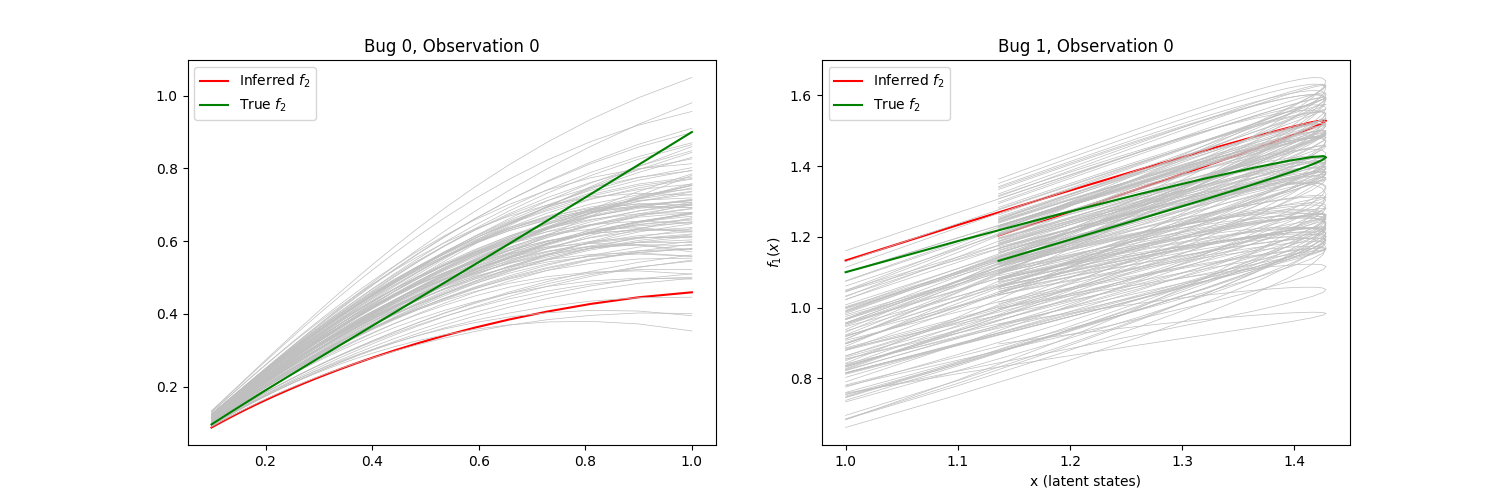 Bug 0, Observation 0
Inferred f₂
True f₂
1.0
0.8
0.6
0.4
0.2
0.2 0.4 0.6 0.8 1.0
Bug 1, Observation 0
Inferred f₂
True f₂
f₁(x)
1.6
1.4
1.2
1.0
0.8
1.0 1.1 1.2 1.3 1.4
x (latent states)